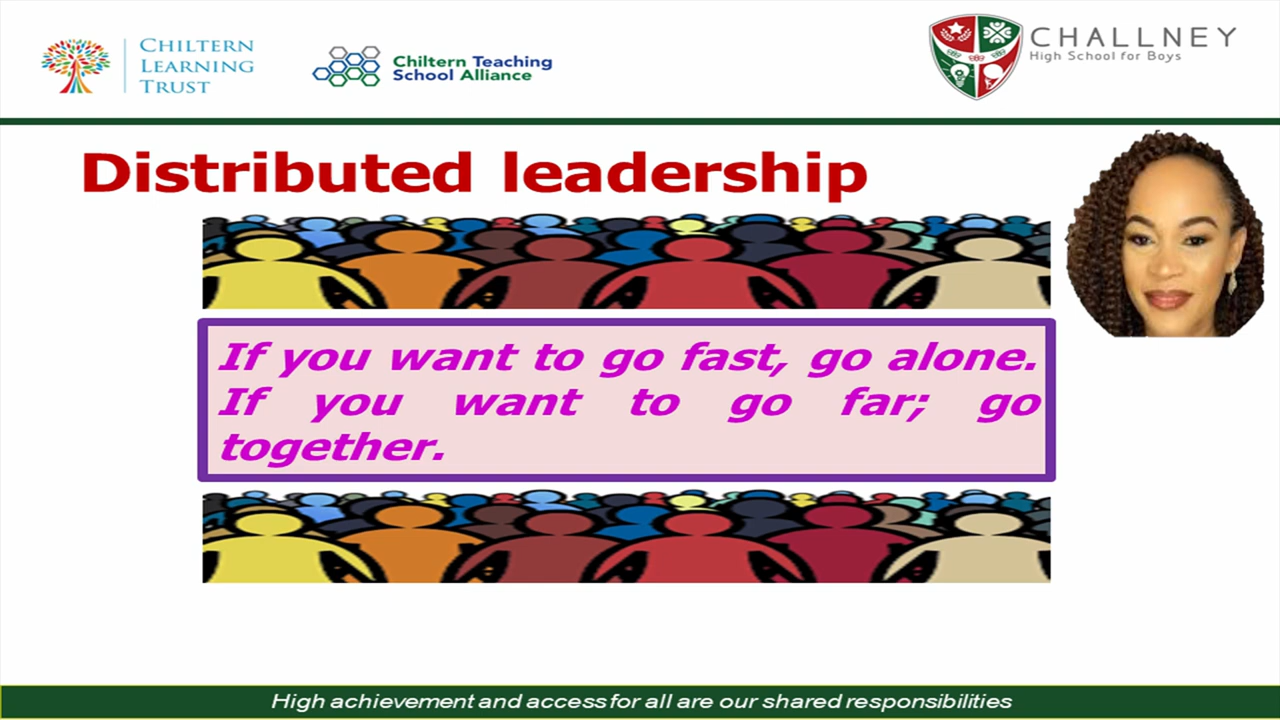 CHILTERN
LEARNING
TRUST
Chiltern Teaching
School Alliance
CHALLNEY
High School for Boys
Distributed leadership
If you want to go fast, go alone.
If you want to go far; go
together.
High achievement and access for all are our shared responsibilities